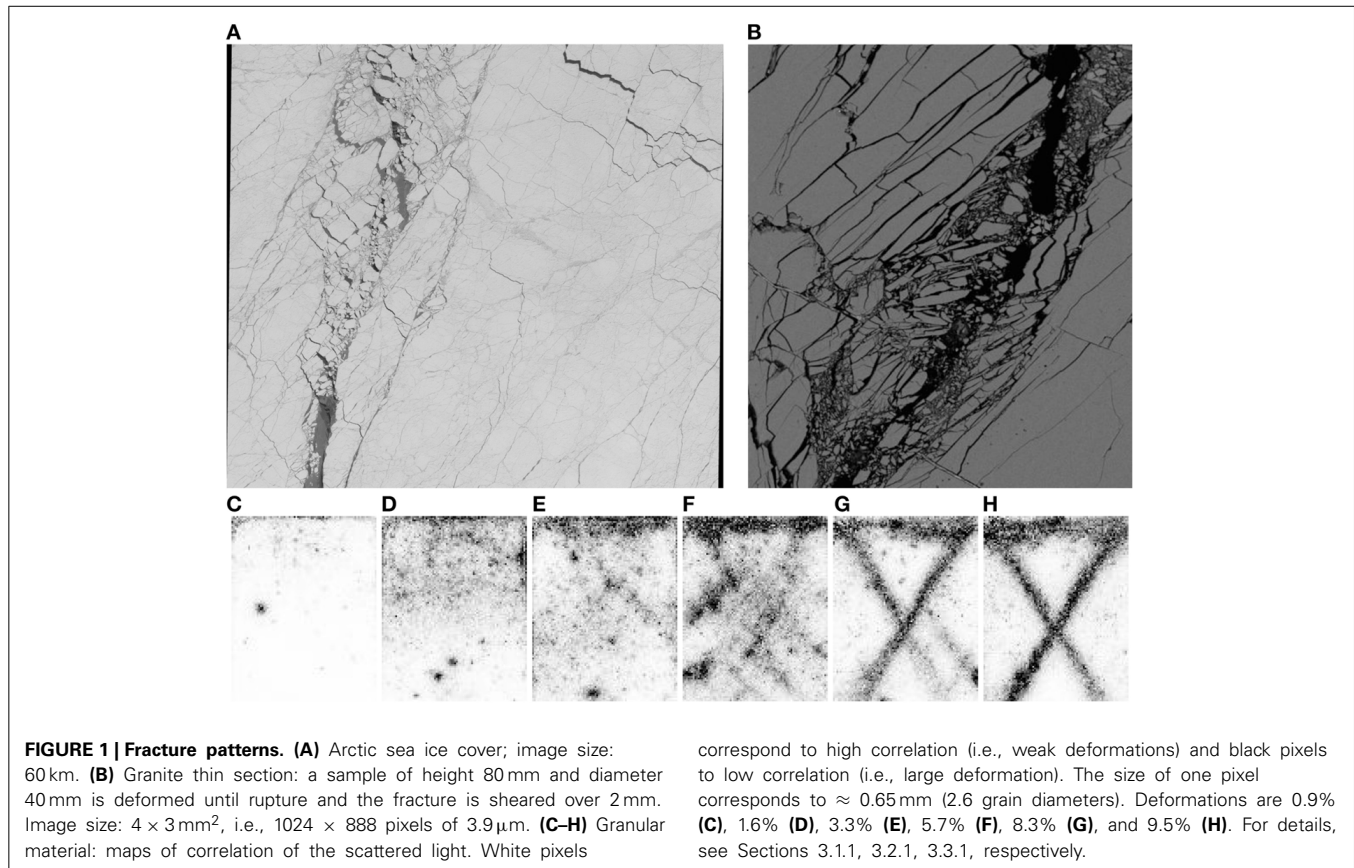 A
B
C
D
E
F
G
H
FIGURE 1 | Fracture patterns. (A) Arctic sea ice cover; image size:
60 km. (B) Granite thin section: a sample of height 80 mm and diameter
40 mm is deformed until rupture and the fracture is sheared over 2 mm.
Image size: 4 × 3 mm², i.e., 1024 × 888 pixels of 3.9 μm. (C–H) Granular
material: maps of correlation of the scattered light. White pixels
correspond to high correlation (i.e., weak deformations) and black pixels
to low correlation (i.e., large deformation). The size of one pixel
corresponds to ≈ 0.65 mm (2.6 grain diameters). Deformations are 0.9%
(C), 1.6% (D), 3.3% (E), 5.7% (F), 8.3% (G), and 9.5% (H). For details,
see Sections 3.1.1, 3.2.1, 3.3.1, respectively.